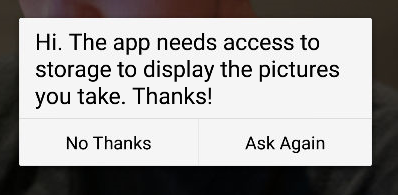 Hi. The app needs access to
storage to display the pictures
you take. Thanks!
No Thanks
Ask Again